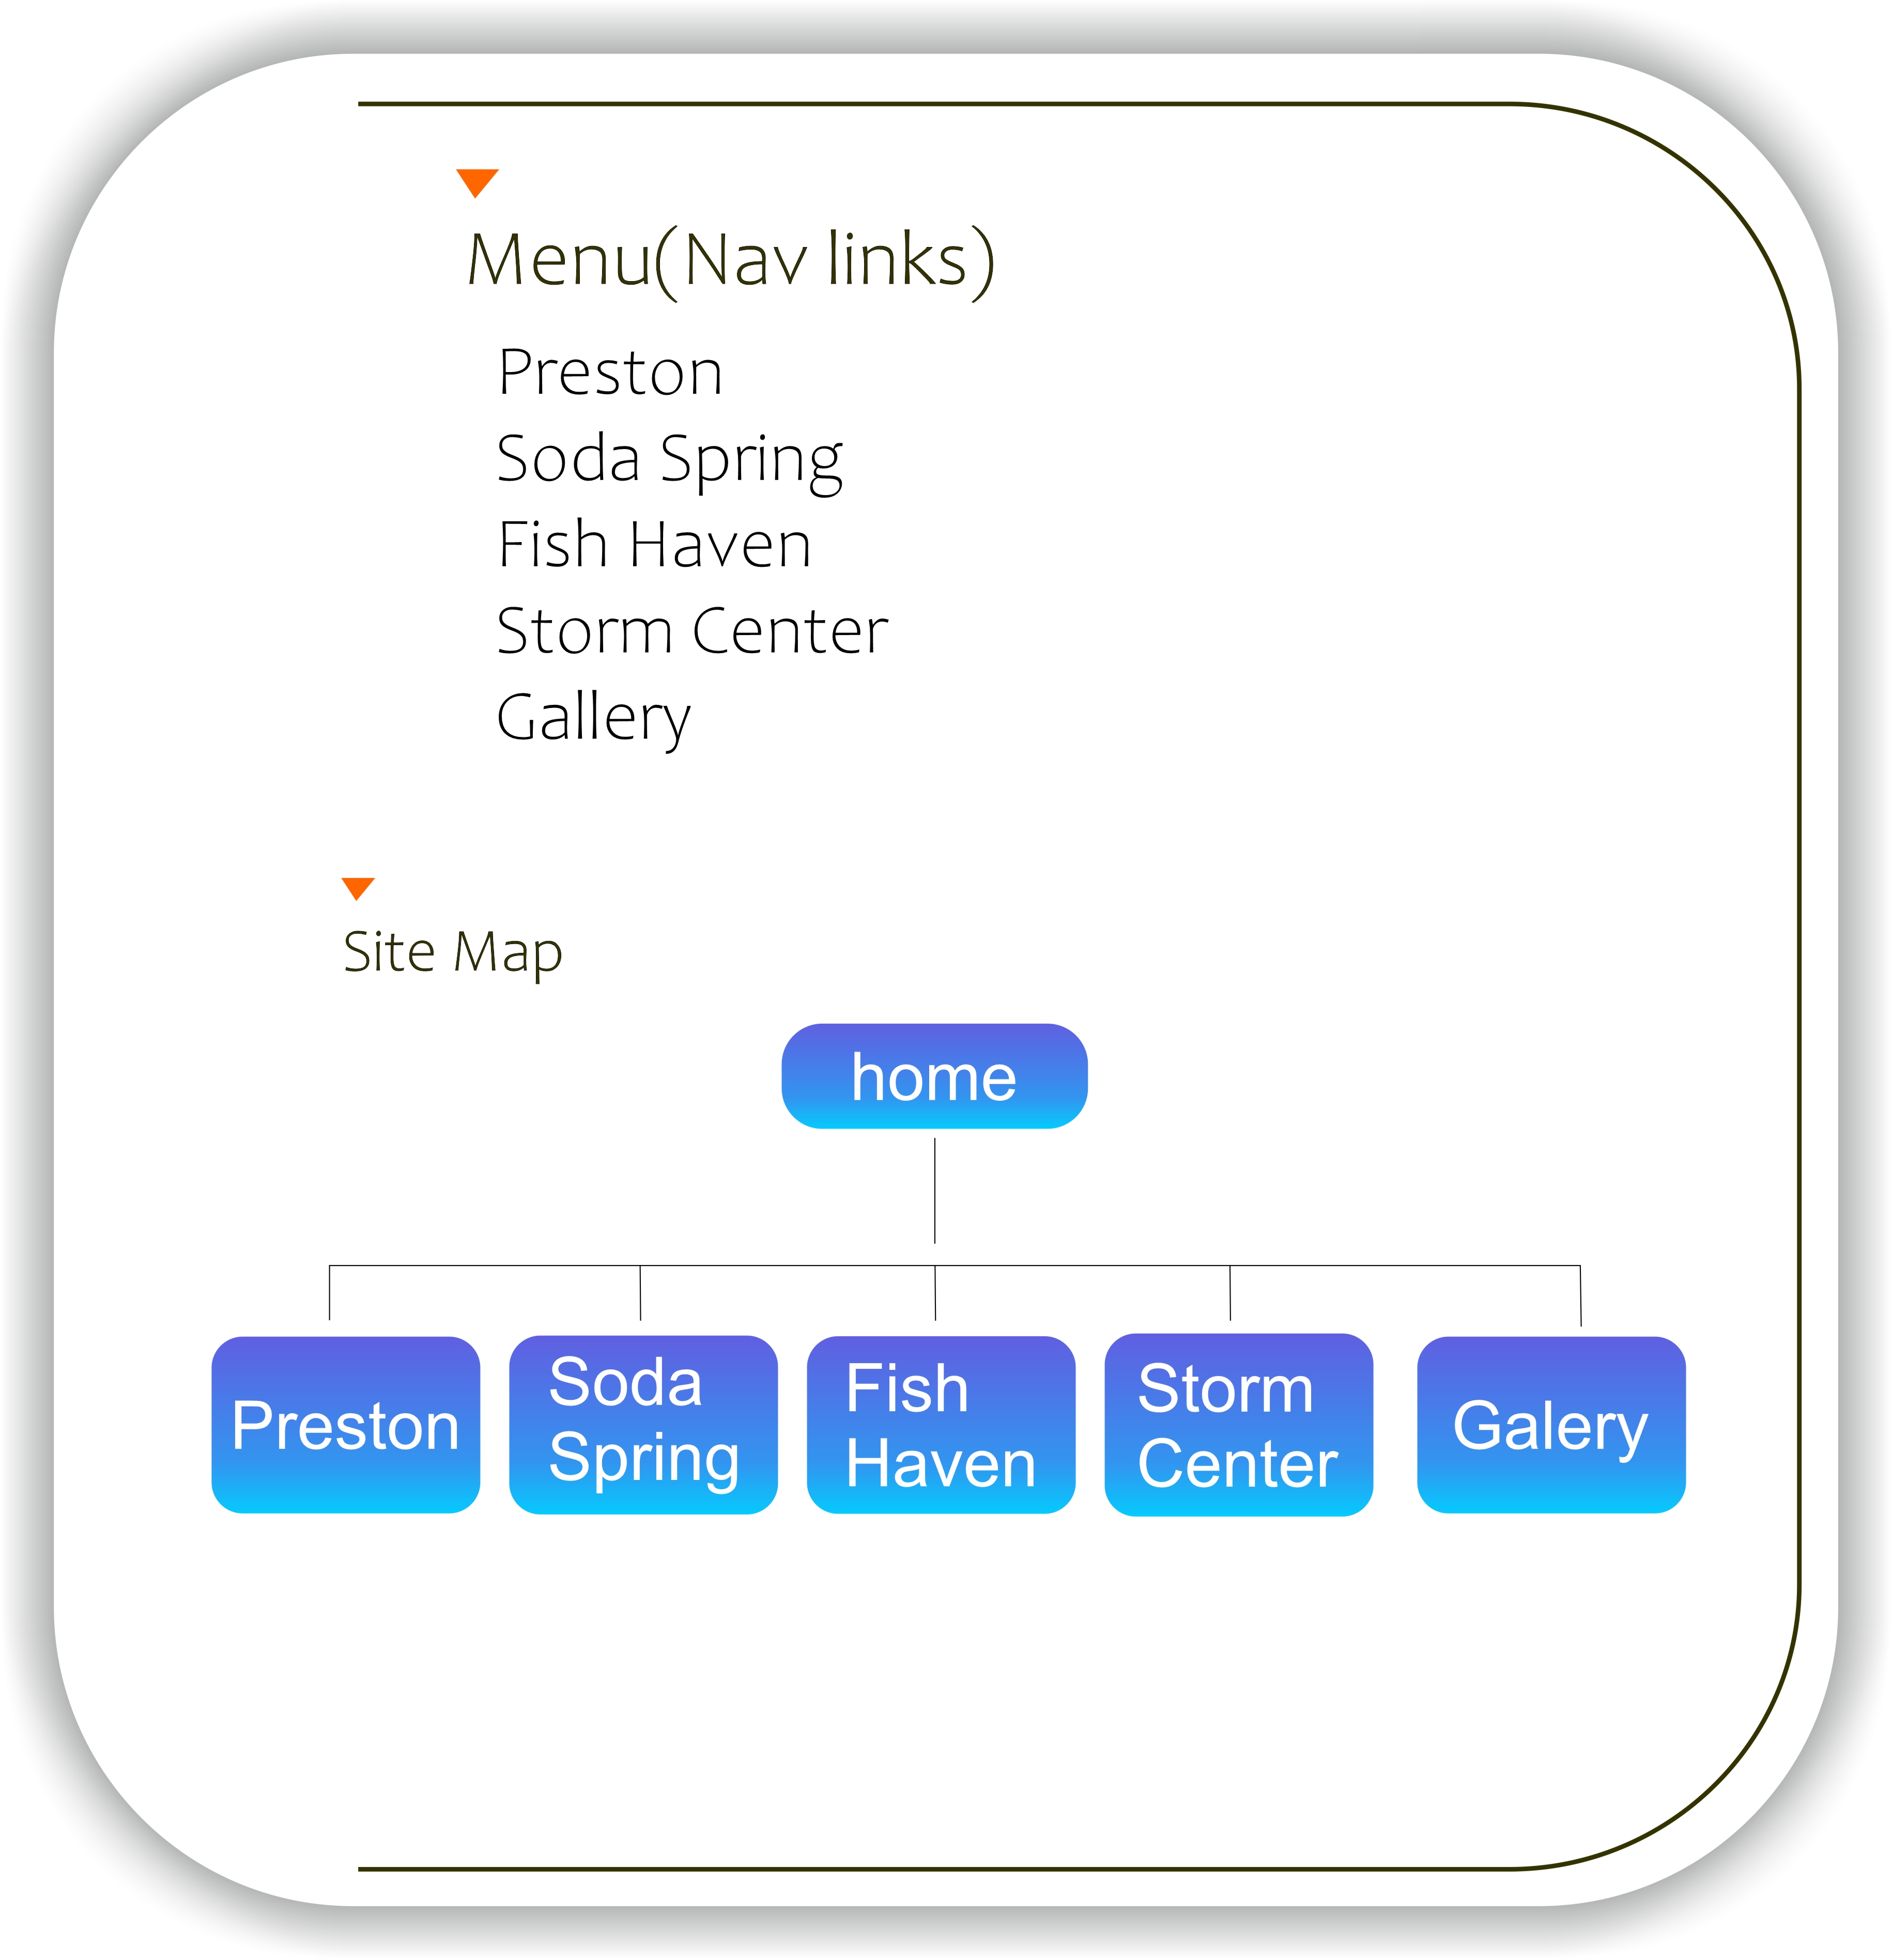 Menu(Nav links)
Preston
Soda Spring
Fish Haven
Storm Center
Gallery
Site Map
home
Preston
Soda
Spring
Fish
Haven
Storm
Center
Galery